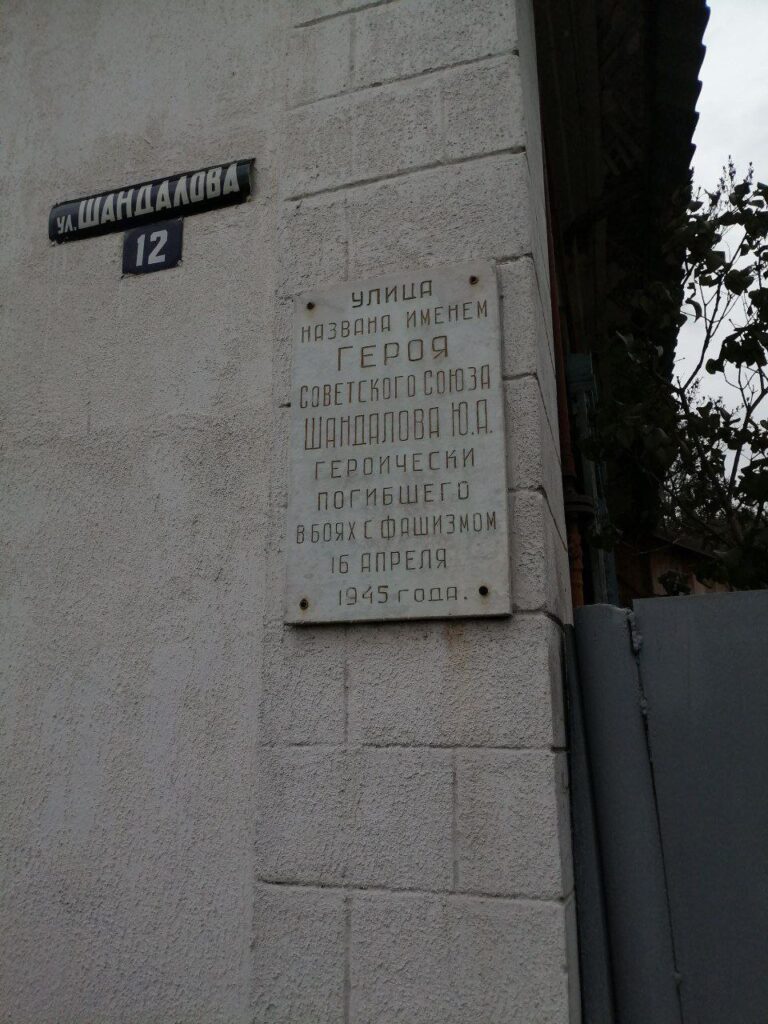 ул. ШАНДАЛОВА
12
УЛИЦА
НАЗВАНА ИМЕНЕМ
ГЕРОЯ
СОВЕТСКОГО СОЮЗА
ШАНДАЛОВА Ю.А.
ГЕРОИЧЕСКИ
ПОГИБШЕГО
В БОЯХ С ФАШИЗМОМ
16 АПРЕЛЯ
1945 ГОДА.